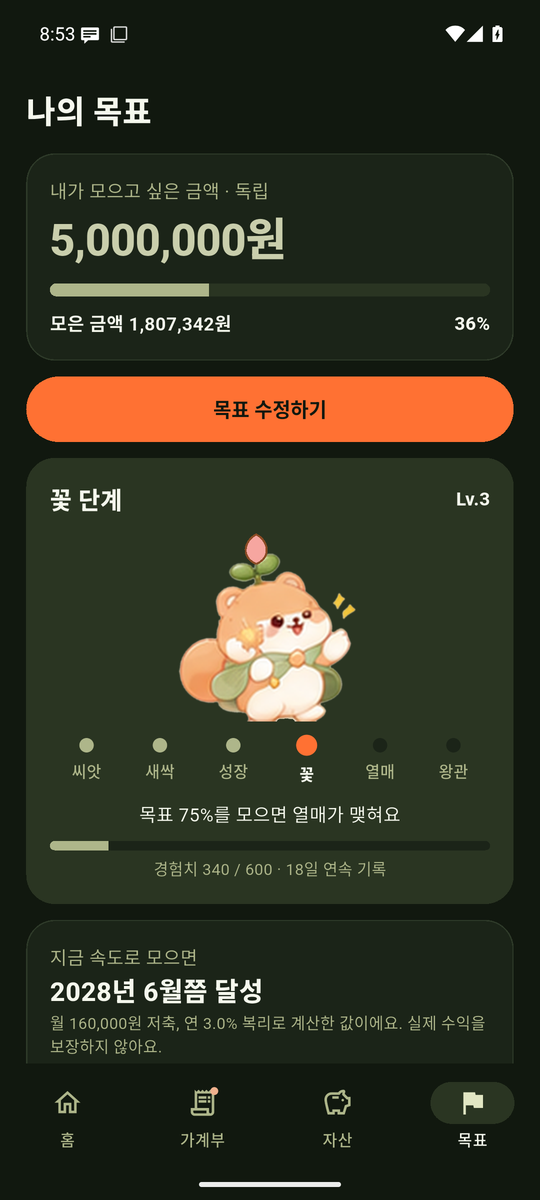 8:53
나의 목표
내가 모으고 싶은 금액 · 독립
5,000,000원
모은 금액 1,807,342원
36%
목표 수정하기
꽃 단계
Lv.3
씨앗
새싹
성장
꽃
열매
왕관
목표 75%를 모으면 열매가 맺혀요
경험치 340 / 600 · 18일 연속 기록
지금 속도로 모으면
2028년 6월쯤 달성
월 160,000원 저축, 연 3.0% 복리로 계산한 값이에요. 실제 수익을
보장하지 않아요.
홈
가계부
자산
목표